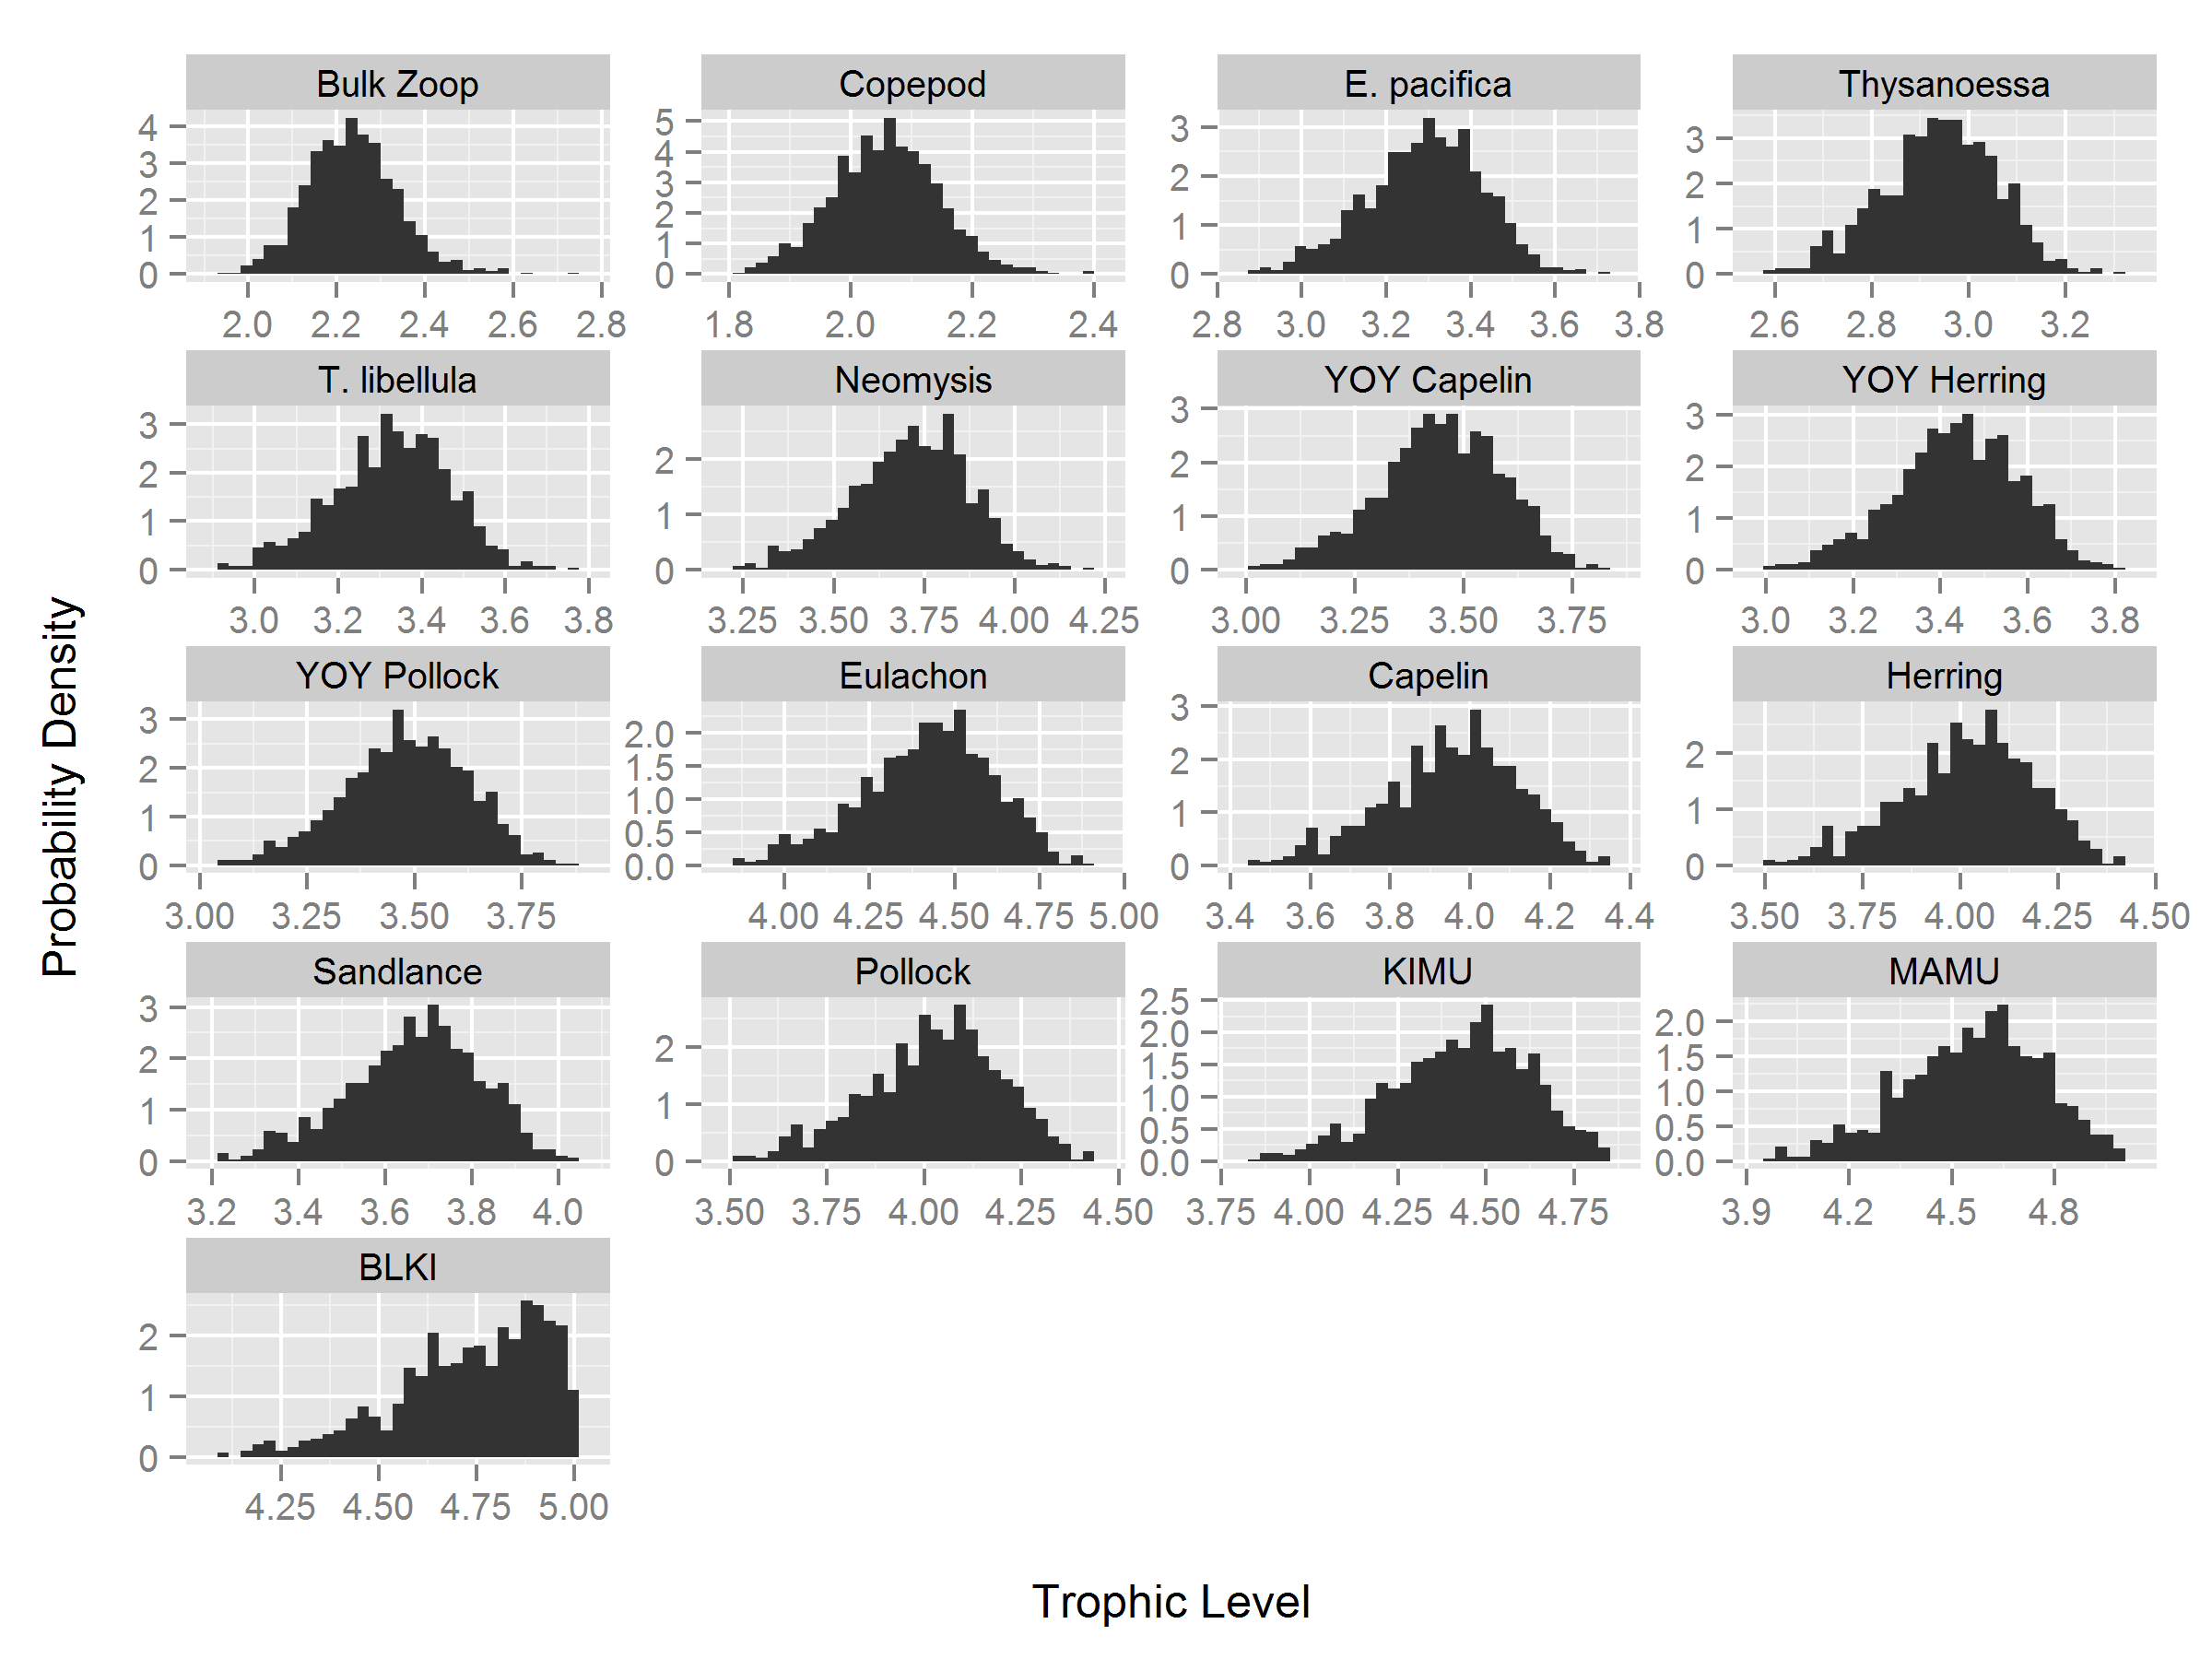 Bulk Zoop Copepod E. pacifica Thysanoessa
4 3 2 1 0 5 4 3 2 1 0 3 2 1 0 3 2 1 0
2.0 2.2 2.4 2.6 2.8 1.8 2.0 2.2 2.4 2.8 3.0 3.2 3.4 3.6 3.8 2.6 2.8 3.0 3.2
T. libellula Neomysis YOY Capelin YOY Herring
3 2 1 0 2 1 0 3 2 1 0 3 2 1 0
3.0 3.2 3.4 3.6 3.8 3.25 3.50 3.75 4.00 4.25 3.00 3.25 3.50 3.75 3.0 3.2 3.4 3.6 3.8
Probability Density
YOY Pollock Eulachon Capelin Herring
3 2 1 0 2.0 1.5 1.0 0.5 0.0 3 2 1 0 2 1 0
3.00 3.25 3.50 3.75 4.00 4.25 4.50 4.75 5.00 3.4 3.6 3.8 4.0 4.2 4.4 3.50 3.75 4.00 4.25 4.50
Sandlance Pollock KIMU MAMU
3 2 1 0 2 1 0 2.5 2.0 1.5 1.0 0.5 0.0 2.0 1.5 1.0 0.5 0.0
3.2 3.4 3.6 3.8 4.0 3.50 3.75 4.00 4.25 4.50 3.75 4.00 4.25 4.50 4.75 3.9 4.2 4.5 4.8
BLKI
2 1 0
4.25 4.50 4.75 5.00
Trophic Level